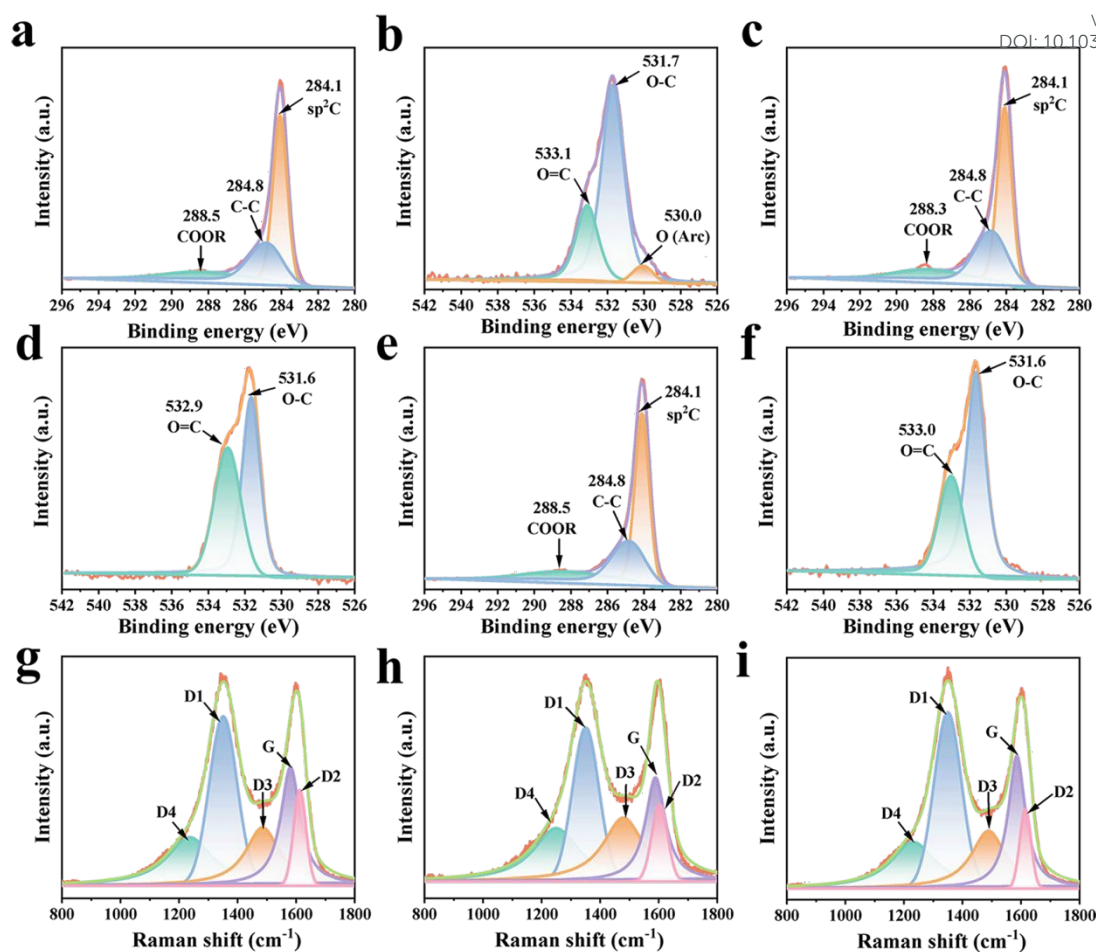 V
DOI: 10.103
a
Intensity (a.u.)
284.1
sp²C
284.8
C-C
288.5
COOR
296 294 292 290 288 286 284 282 280
Binding energy (eV)
b
Intensity (a.u.)
531.7
O-C
533.1
O=C
530.0
O (Arc)
542 540 538 536 534 532 530 528 526
Binding energy (eV)
c
Intensity (a.u.)
284.1
sp²C
284.8
C-C
288.3
COOR
296 294 292 290 288 286 284 282 280
Binding energy (eV)
d
Intensity (a.u.)
531.6
O-C
532.9
O=C
542 540 538 536 534 532 530 528 526
Binding energy (eV)
e
Intensity (a.u.)
284.1
sp²C
284.8
C-C
288.5
COOR
296 294 292 290 288 286 284 282 280
Binding energy (eV)
f
Intensity (a.u.)
531.6
O-C
533.0
O=C
542 540 538 536 534 532 530 528 526
Binding energy (eV)
g
Intensity (a.u.)
D1
G
D3
D2
D4
800 1000 1200 1400 1600 1800
Raman shift (cm⁻¹)
h
Intensity (a.u.)
D1
G
D3
D2
D4
800 1000 1200 1400 1600 1800
Raman shift (cm⁻¹)
i
Intensity (a.u.)
D1
G
D3
D2
D4
800 1000 1200 1400 1600 1800
Raman shift (cm⁻¹)